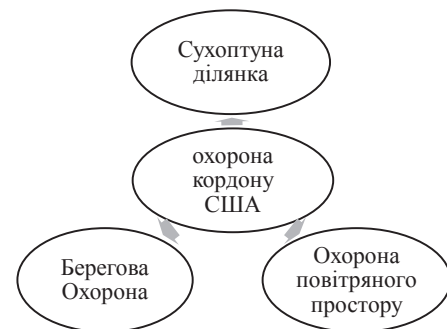 Сухоптуна
ділянка
охорона
кордону
США
Берегова
Охорона
Охорона
повітряного
простору